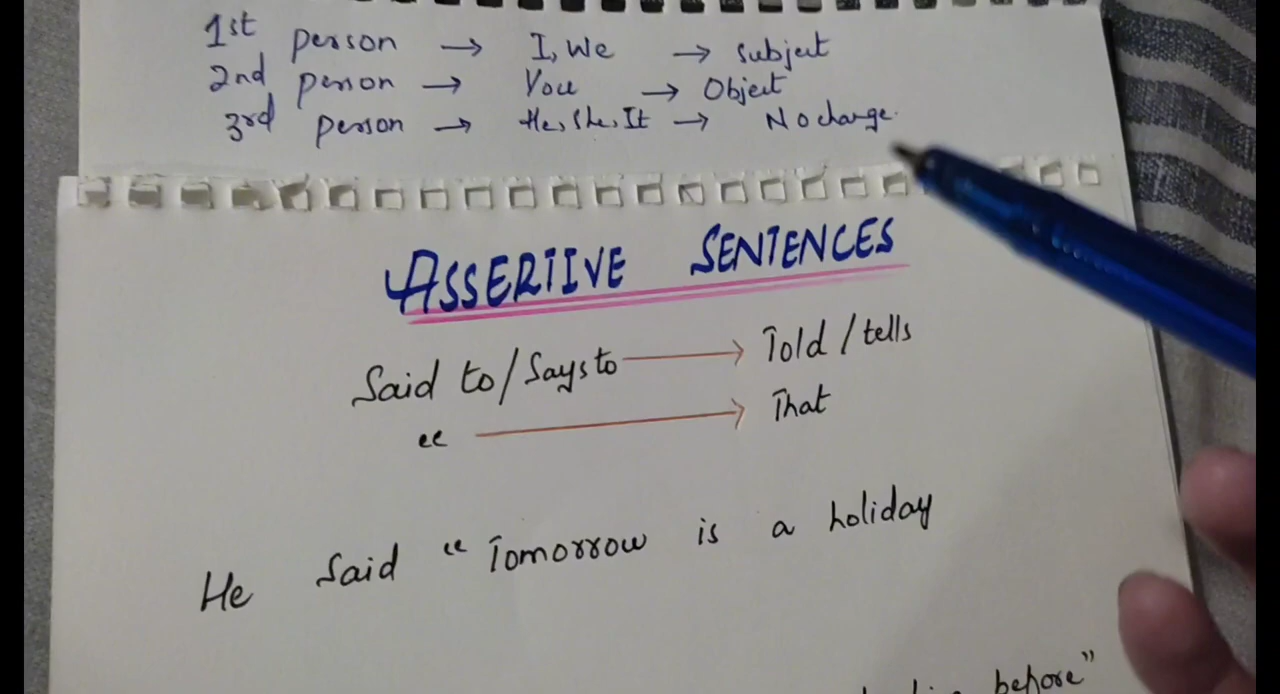 1st person → I, We → Subject
2nd person → You → Object
3rd person → He, She, It → No change.
ASSERTIVE SENTENCES
Said to/Says to → Told / tells
“ → That
He Said “ Tomorrow is a holiday
before”